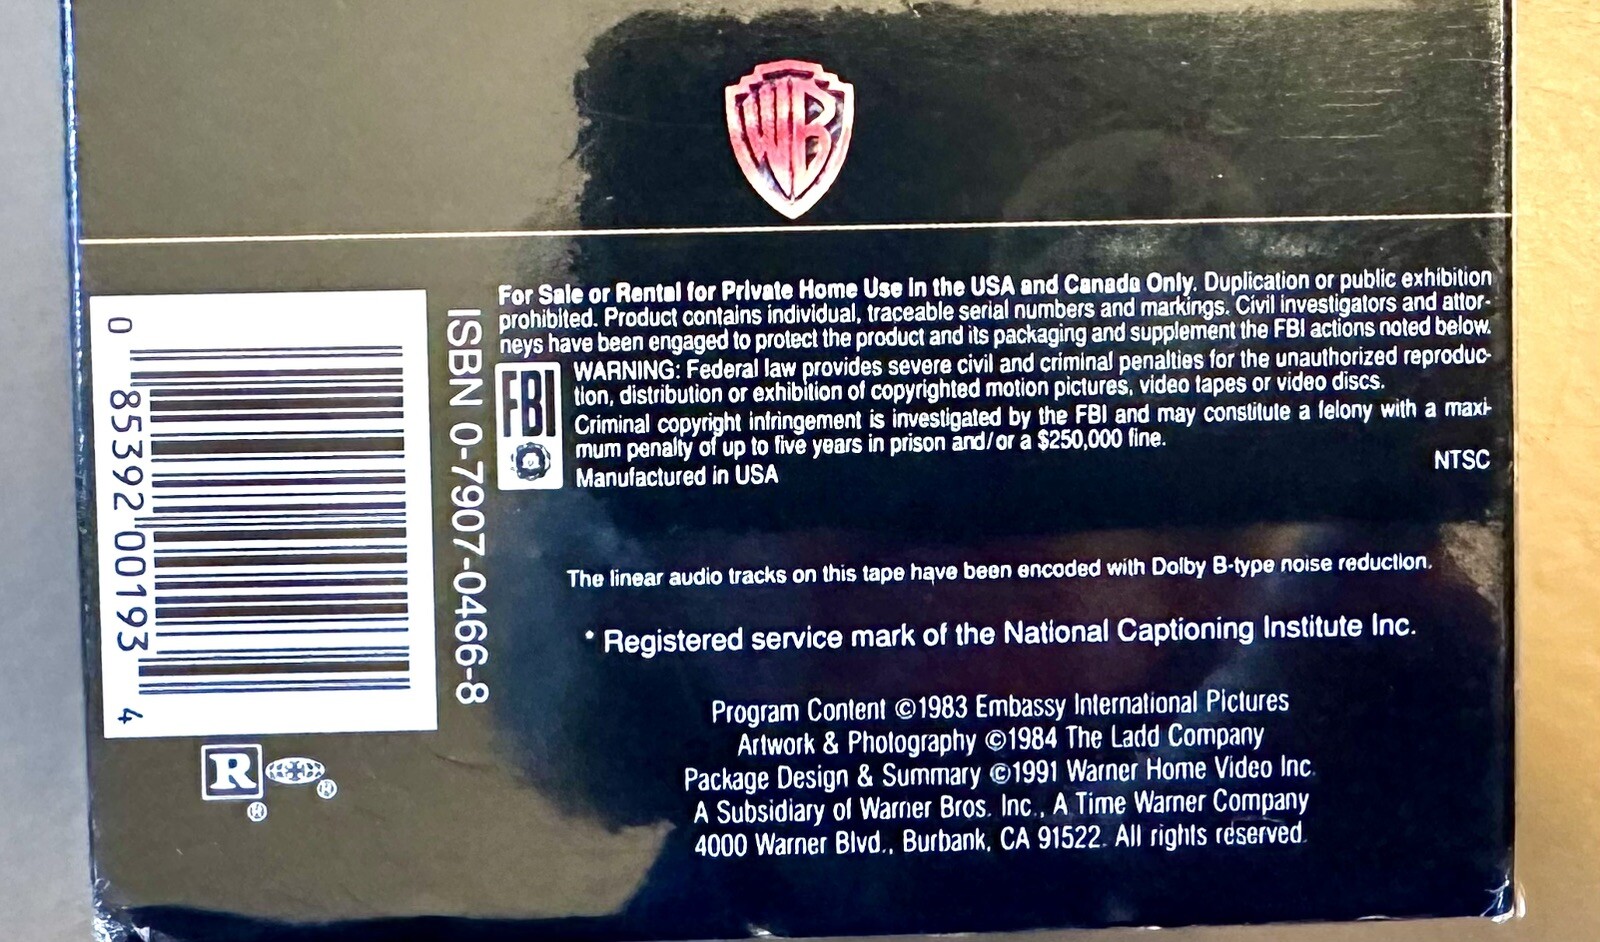 WB
For Sale or Rental for Private Home Use in the USA and Canada Only. Duplication or public exhibition
prohibited. Product contains individual, traceable serial numbers and markings. Civil investigators and attor-
neys have been engaged to protect the product and its packaging and supplement the FBI actions noted below.
FBI
WARNING: Federal law provides severe civil and criminal penalties for the unauthorized reproduc-
tion, distribution or exhibition of copyrighted motion pictures, video tapes or video discs.
Criminal copyright infringement is investigated by the FBI and may constitute a felony with a maxi-
mum penalty of up to five years in prison and/or a $250,000 fine.
Manufactured in USA
NTSC
The linear audio tracks on this tape have been encoded with Dolby B-type noise reduction.
* Registered service mark of the National Captioning Institute Inc.
Program Content ©1983 Embassy International Pictures
Artwork & Photography ©1984 The Ladd Company
Package Design & Summary ©1991 Warner Home Video Inc.
A Subsidiary of Warner Bros. Inc., A Time Warner Company
4000 Warner Blvd., Burbank, CA 91522. All rights reserved.
ISBN 0-7907-0466-8
0 85392 00193 4
R ® ®